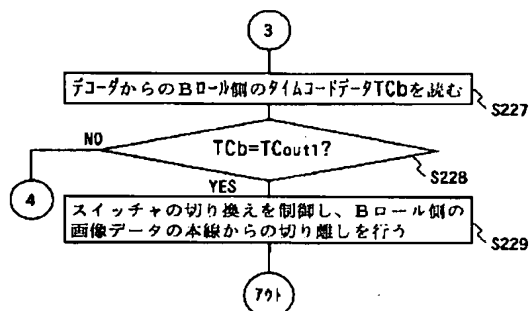 3
デコーダからのBロール側のタイムコードデータTCbを読む
S227
NO
TCb=TCout1?
S228
4
YES
スイッチャの切り換えを制御し、Bロール側の
画像データの本線からの切り離しを行う
S229
アウト